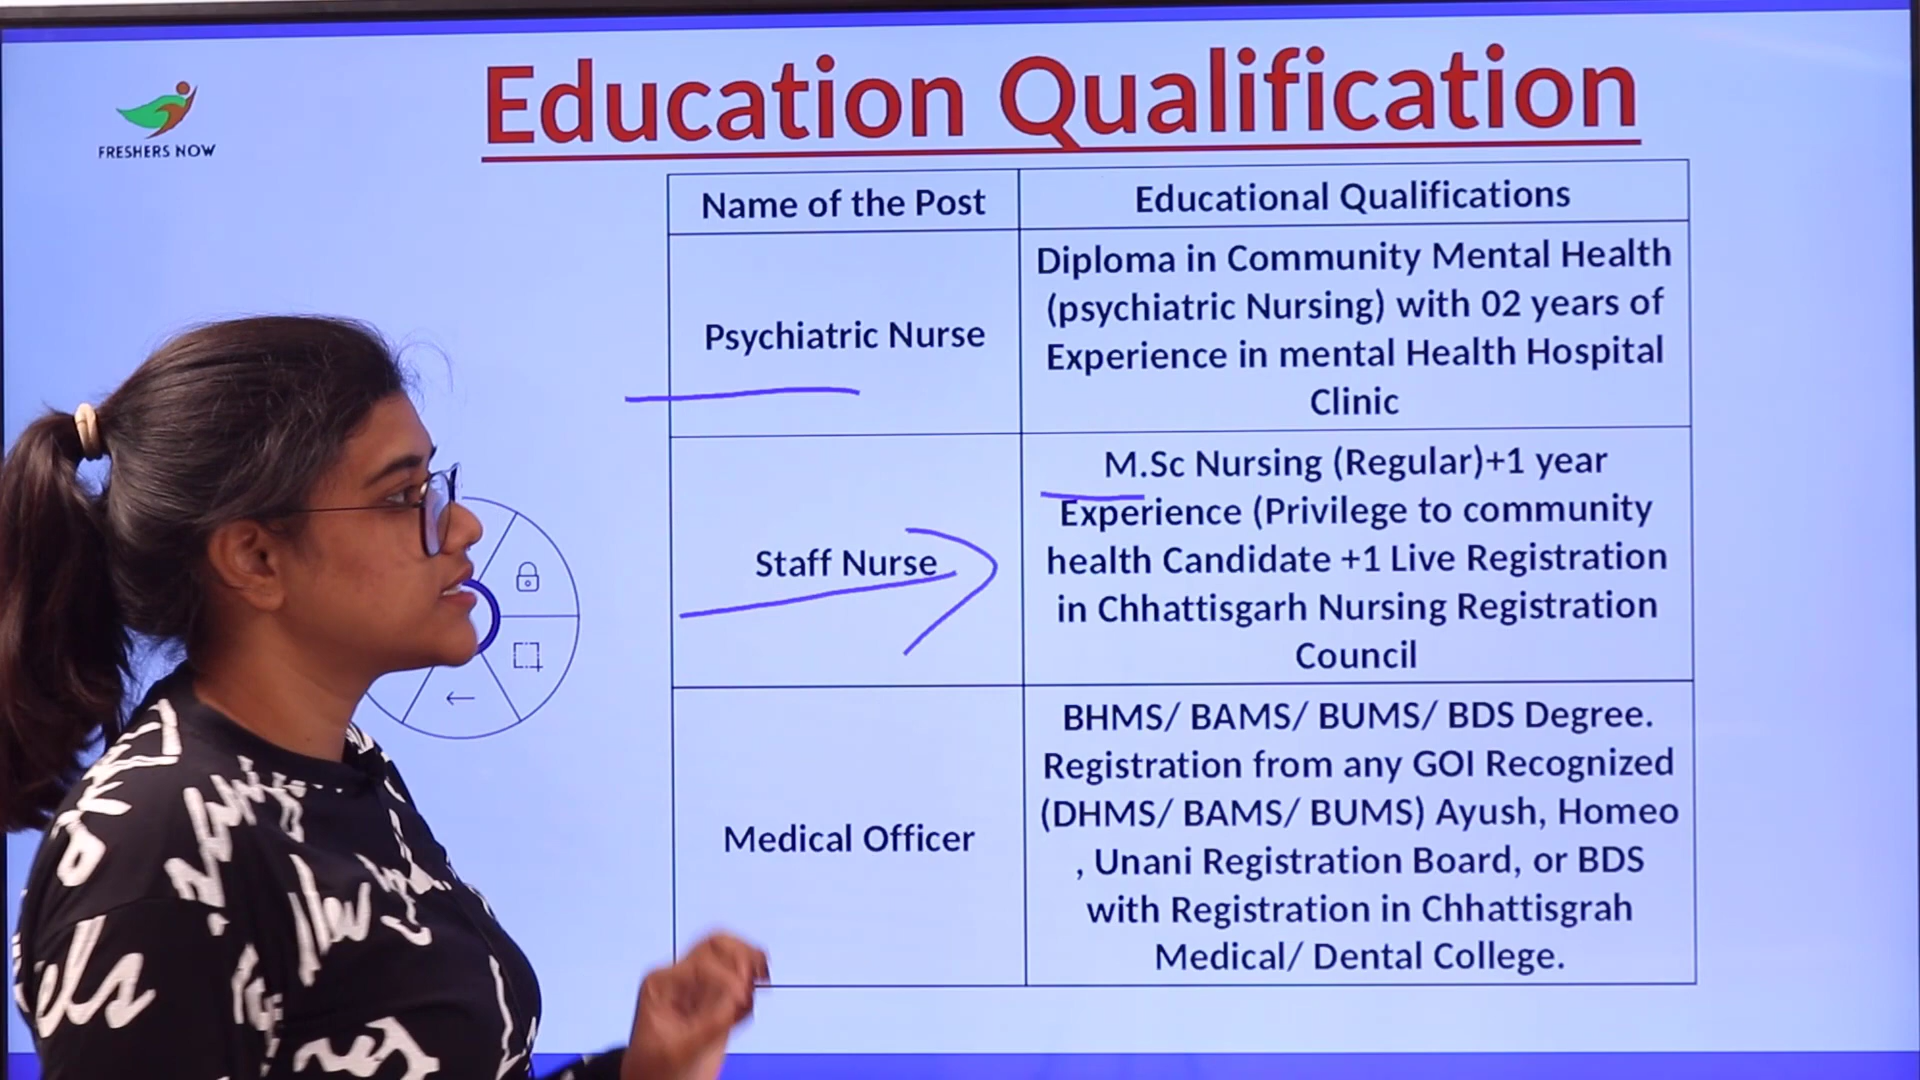 Education Qualification
FRESHERS NOW
Name of the Post
Educational Qualifications
Psychiatric Nurse
Diploma in Community Mental Health
(psychiatric Nursing) with 02 years of
Experience in mental Health Hospital
Clinic
Staff Nurse
M.Sc Nursing (Regular)+1 year
Experience (Privilege to community
health Candidate +1 Live Registration
in Chhattisgarh Nursing Registration
Council
Medical Officer
BHMS/ BAMS/ BUMS/ BDS Degree.
Registration from any GOI Recognized
(DHMS/ BAMS/ BUMS) Ayush, Homeo
, Unani Registration Board, or BDS
with Registration in Chhattisgrah
Medical/ Dental College.